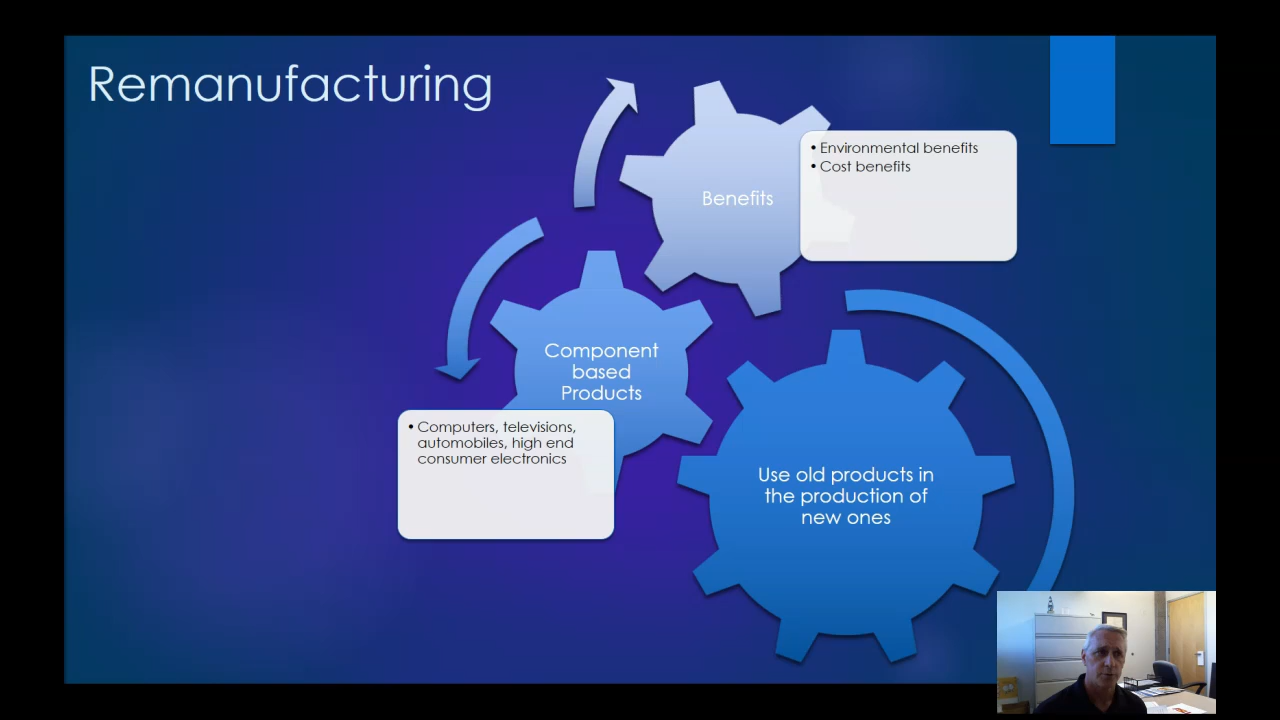 Remanufacturing
• Environmental benefits
• Cost benefits
Benefits
Component
based
Products
• Computers, televisions,
automobiles, high end
consumer electronics
Use old products in
the production of
new ones